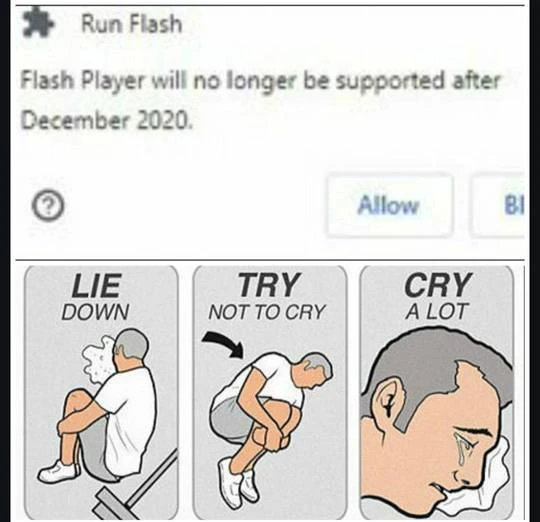 Run Flash
Flash Player will no longer be supported after
December 2020.
Allow
Bl
LIE
DOWN
TRY
NOT TO CRY
CRY
A LOT